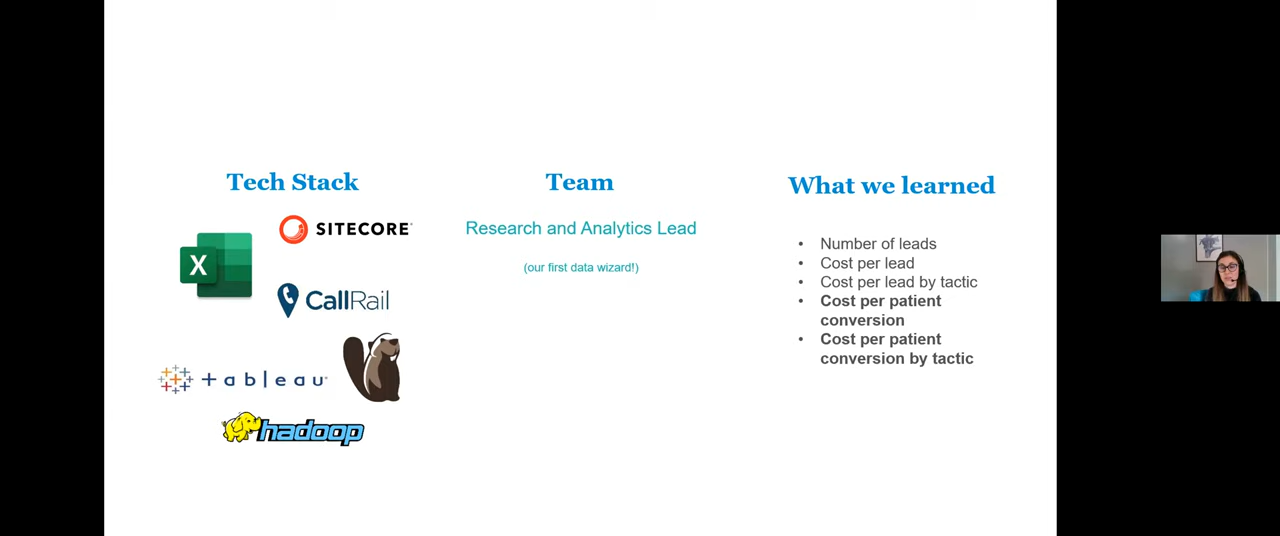 Tech Stack
SITECORE
X
CallRail
+ableau
hadoop
Team
Research and Analytics Lead
(our first data wizard!)
What we learned
• Number of leads
• Cost per lead
• Cost per lead by tactic
• Cost per patient
conversion
• Cost per patient
conversion by tactic